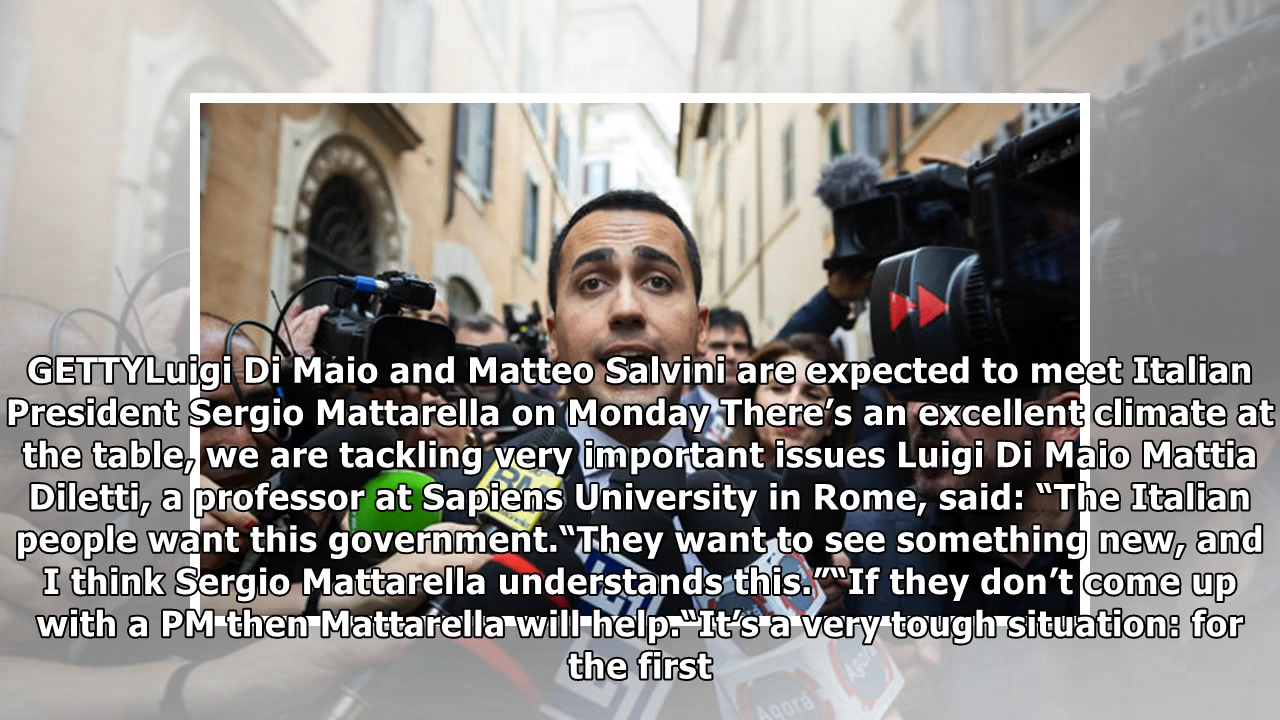 GETTYLuigi Di Maio and Matteo Salvini are expected to meet Italian
President Sergio Mattarella on Monday There’s an excellent climate at
the table, we are tackling very important issues Luigi Di Maio Mattia
Diletti, a professor at Sapiens University in Rome, said: “The Italian
people want this government.“They want to see something new, and
I think Sergio Mattarella understands this.”“If they don’t come up
with a PM then Mattarella will help.“It’s a very tough situation: for
the first
Agorà
Agorà